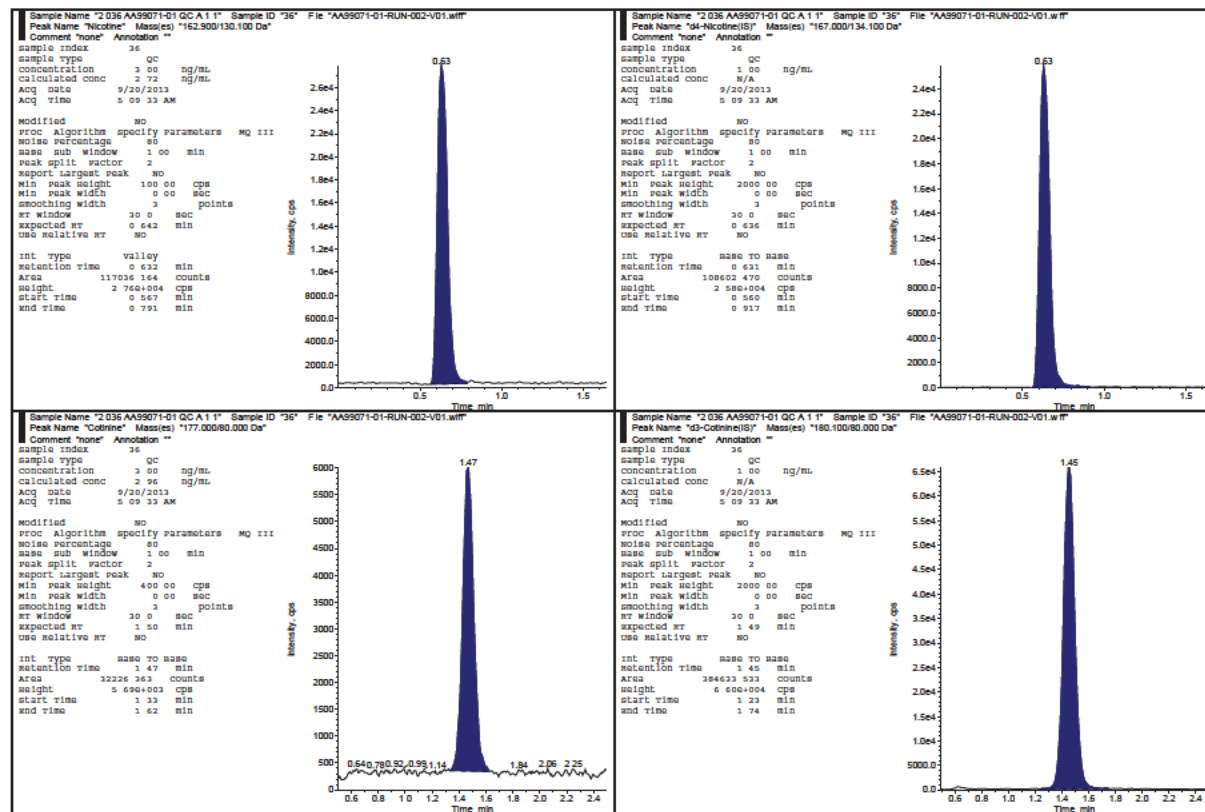 Sample Name "2 036 AA99071-01 QC A 1 1" Sample ID "36" File "AA99071-01-RUN-002-V01.wiff"
Peak Name "Nicotine" Mass(es) "162.900/130.100 Da"
Comment "none" Annotation ""
Sample Index 36
Sample Type QC
Concentration 3 00 ng/mL
Calculated Conc 2 72 ng/mL
Acq Date 9/20/2013
Acq Time 5 09 33 AM
Modified NO
Proc Algorithm Specify Parameters MQ III
Noise Percentage 80
Base Sub Window 1 00 min
Peak Split Factor 2
Report Largest Peak NO
Min Peak Height 100 00 cps
Min Peak Width 0 00 sec
Smoothing Width 3 points
RT Window 30 0 sec
Expected RT 0 642 min
Use Relative RT NO
Int Type Valley
Retention Time 0 632 min
Area 117036 164 counts
Height 2 76e+004 cps
Start Time 0 567 min
End Time 0 791 min
0.63
2.6e4
2.4e4
2.2e4
2.0e4
1.8e4
1.6e4
1.4e4
1.2e4
1.0e4
8000.0
6000.0
4000.0
2000.0
0.0
Intensity, cps
0.5 1.0 1.5
Time min
Sample Name "2 036 AA99071-01 QC A 1 1" Sample ID "36" File "AA99071-01-RUN-002-V01.wiff"
Peak Name "d4-Nicotine(IS)" Mass(es) "167.000/134.100 Da"
Comment "none" Annotation ""
Sample Index 36
Sample Type QC
Concentration 1 00 ng/mL
Calculated Conc N/A
Acq Date 9/20/2013
Acq Time 5 09 33 AM
Modified NO
Proc Algorithm Specify Parameters MQ III
Noise Percentage 80
Base Sub Window 1 00 min
Peak Split Factor 2
Report Largest Peak NO
Min Peak Height 2000 00 cps
Min Peak Width 0 00 sec
Smoothing Width 3 points
RT Window 30 0 sec
Expected RT 0 636 min
Use Relative RT NO
Int Type Base To Base
Retention Time 0 631 min
Area 108602 470 counts
Height 2 58e+004 cps
Start Time 0 560 min
End Time 0 917 min
0.63
2.4e4
2.2e4
2.0e4
1.8e4
1.6e4
1.4e4
1.2e4
1.0e4
8000.0
6000.0
4000.0
2000.0
0.0
Intensity, cps
0.5 1.0 1.5
Time min
Sample Name "2 036 AA99071-01 QC A 1 1" Sample ID "36" File "AA99071-01-RUN-002-V01.wiff"
Peak Name "Cotinine" Mass(es) "177.000/80.000 Da"
Comment "none" Annotation ""
Sample Index 36
Sample Type QC
Concentration 3 00 ng/mL
Calculated Conc 2 96 ng/mL
Acq Date 9/20/2013
Acq Time 5 09 33 AM
Modified NO
Proc Algorithm Specify Parameters MQ III
Noise Percentage 80
Base Sub Window 1 00 min
Peak Split Factor 2
Report Largest Peak NO
Min Peak Height 400 00 cps
Min Peak Width 0 00 sec
Smoothing Width 3 points
RT Window 30 0 sec
Expected RT 1 50 min
Use Relative RT NO
Int Type Base To Base
Retention Time 1 47 min
Area 32226 363 counts
Height 5 69e+003 cps
Start Time 1 33 min
End Time 1 62 min
1.47
6000
5500
5000
4500
4000
3500
3000
2500
2000
1500
1000
500
0
Intensity, cps
0.64 0.78 0.92 0.99 1.14 1.84 2.06 2.25
0.6 0.8 1.0 1.2 1.4 1.6 1.8 2.0 2.2 2.4
Time min
Sample Name "2 036 AA99071-01 QC A 1 1" Sample ID "36" File "AA99071-01-RUN-002-V01.wiff"
Peak Name "d3-Cotinine(IS)" Mass(es) "180.100/80.000 Da"
Comment "none" Annotation ""
Sample Index 36
Sample Type QC
Concentration 1 00 ng/mL
Calculated Conc N/A
Acq Date 9/20/2013
Acq Time 5 09 33 AM
Modified NO
Proc Algorithm Specify Parameters MQ III
Noise Percentage 80
Base Sub Window 1 00 min
Peak Split Factor 2
Report Largest Peak NO
Min Peak Height 2000 00 cps
Min Peak Width 0 00 sec
Smoothing Width 3 points
RT Window 30 0 sec
Expected RT 1 49 min
Use Relative RT NO
Int Type Base To Base
Retention Time 1 45 min
Area 384633 533 counts
Height 6 60e+004 cps
Start Time 1 23 min
End Time 1 74 min
1.45
6.5e4
6.0e4
5.5e4
5.0e4
4.5e4
4.0e4
3.5e4
3.0e4
2.5e4
2.0e4
1.5e4
1.0e4
5000.0
0.0
Intensity, cps
0.6 0.8 1.0 1.2 1.4 1.6 1.8 2.0 2.2 2.4
Time min